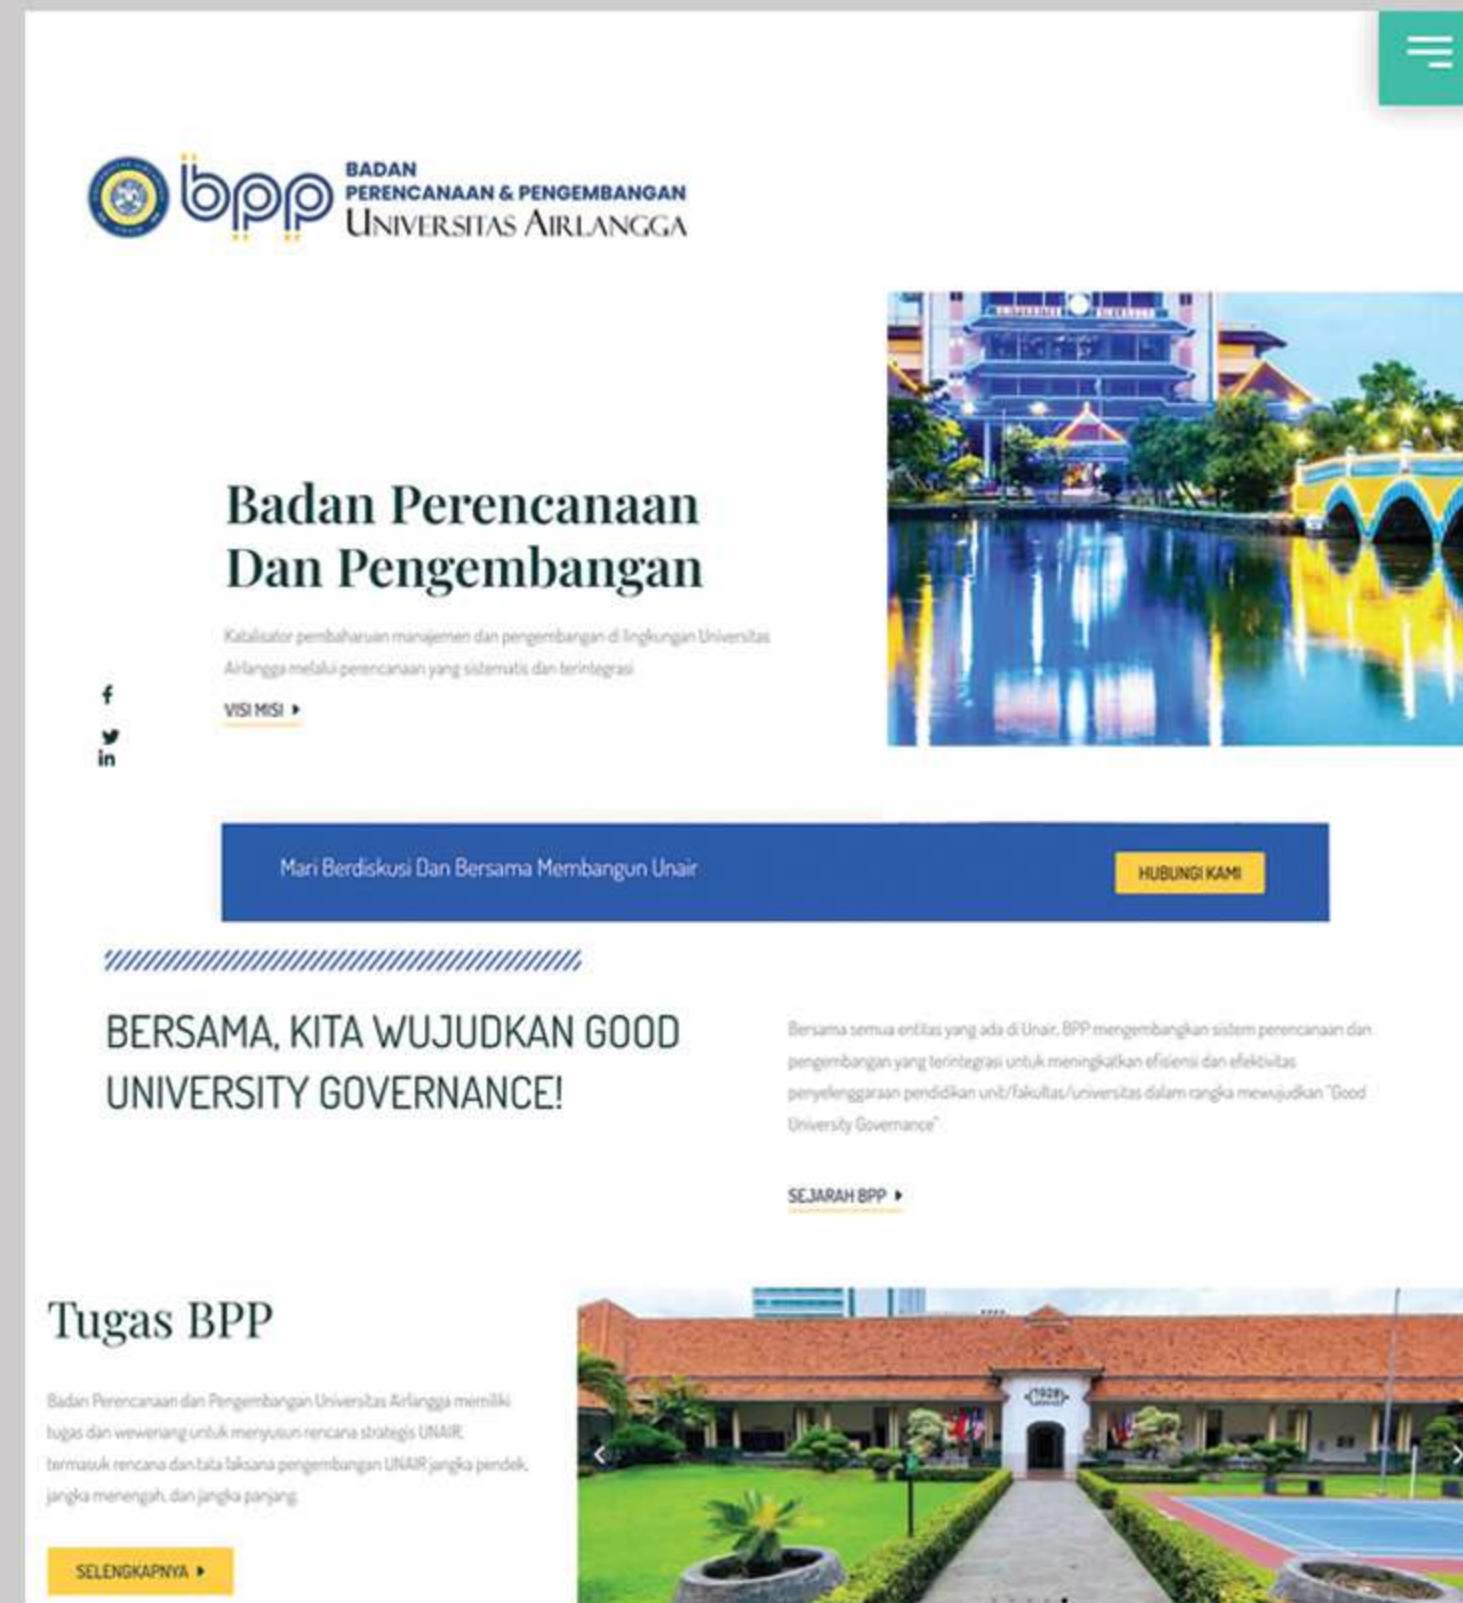 bpp
BADAN
PERENCANAAN & PENGEMBANGAN
UNIVERSITAS AIRLANGGA
UNIVERSITAS AIRLANGGA
Badan Perencanaan
Dan Pengembangan
Katalisator pembaharuan manajemen dan pengembangan di lingkungan Universitas
Airlangga melalui perencanaan yang sistematis dan terintegrasi
VISI MISI
f
in
Mari Berdiskusi Dan Bersama Membangun Unair
HUBUNGI KAMI
BERSAMA, KITA WUJUDKAN GOOD
UNIVERSITY GOVERNANCE!
Bersama semua entitas yang ada di Unair, BPP mengembangkan sistem perencanaan dan
pengembangan yang terintegrasi untuk meningkatkan efisiensi dan efektivitas
penyelenggaraan pendidikan unit/fakultas/universitas dalam rangka mewujudkan "Good
University Governance"
SEJARAH BPP
Tugas BPP
Badan Perencanaan dan Pengembangan Universitas Airlangga memiliki
tugas dan wewenang untuk menyusun rencana strategis UNAIR,
termasuk rencana dan tata laksana pengembangan UNAIR jangka pendek,
jangka menengah, dan jangka panjang.
1928
SELENGKAPNYA